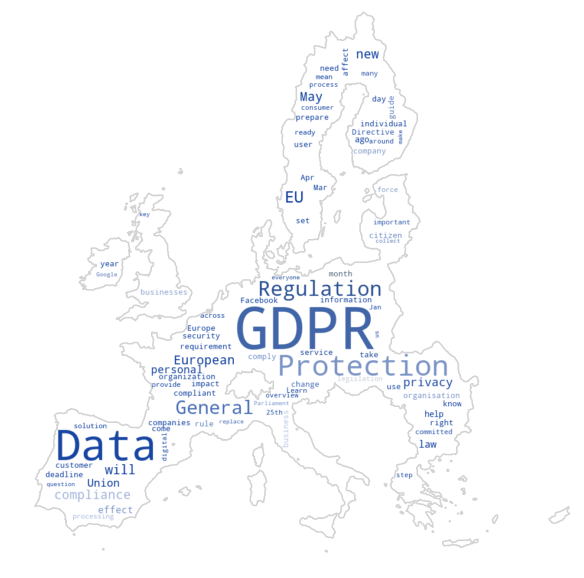 new
affect
need
many
mean
process
May
day
guide
consumer
prepare
individual
ready
Directive
make
ago
around
user
company
Apr
Mar
force
EU
key
set
important
citizen
collect
year
Google
everyone
month
businesses
Regulation
Facebook
information
Jan
across
GDPR
Europe
security
us
requirement
service
take
European
comply
Protection
personal
organization
legislation
provide
impact
change
use
privacy
Learn
compliant
overview
organisation
General
Parliament
know
25th
help
companies
rule
replace
business
right
come
solution
committed
Data
digital
law
customer
will
deadline
step
question
Union
compliance
effect
processing